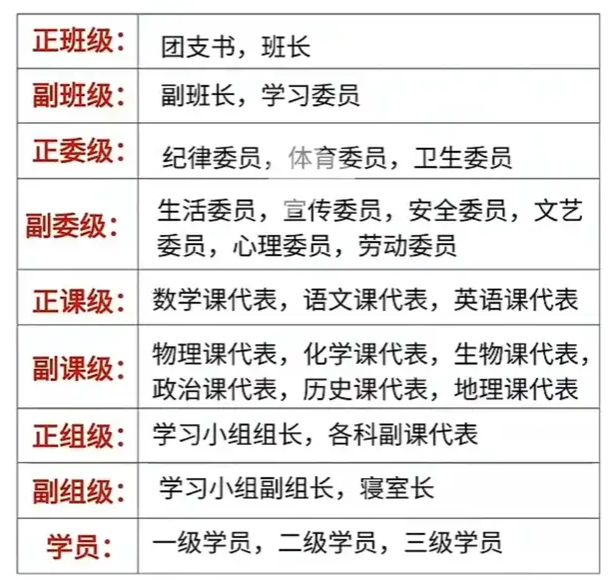 正班级：团支书，班长
副班级：副班长，学习委员
正委级：纪律委员，体育委员，卫生委员
副委级：生活委员，宣传委员，安全委员，文艺
委员，心理委员，劳动委员
正课级：数学课代表，语文课代表，英语课代表
副课级：物理课代表，化学课代表，生物课代表，
政治课代表，历史课代表，地理课代表
正组级：学习小组组长，各科副课代表
副组级：学习小组副组长，寝室长
学员：一级学员，二级学员，三级学员